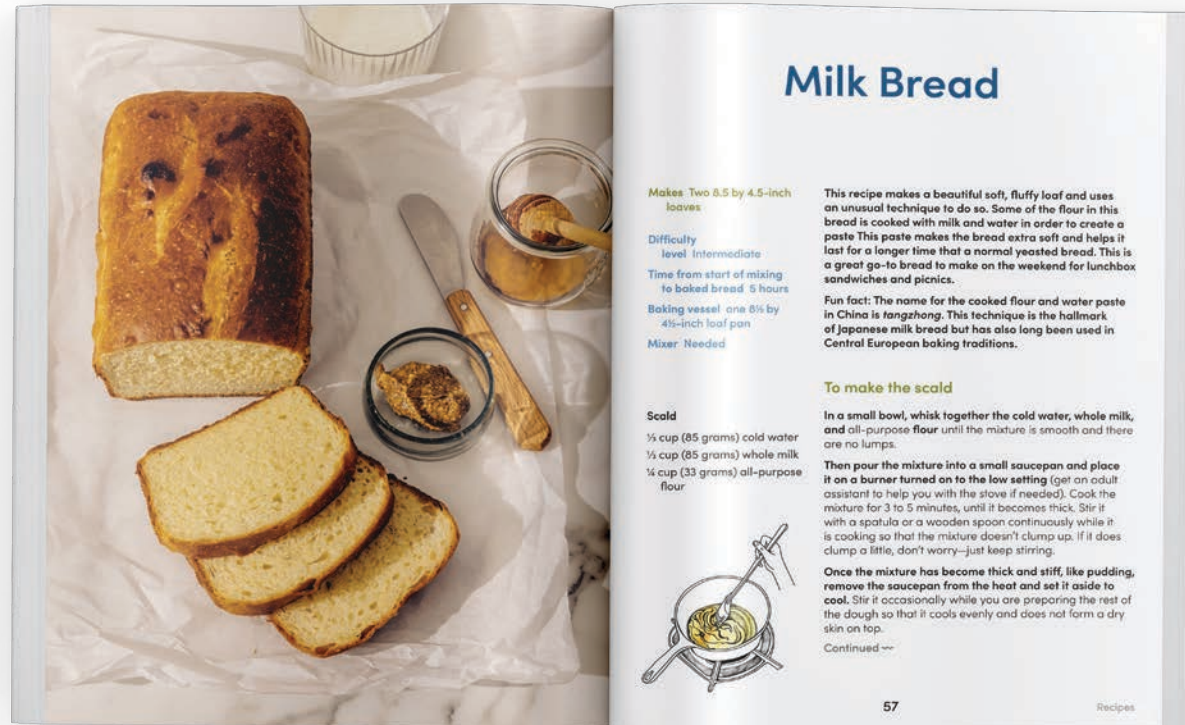 Milk Bread
Makes Two 8.5 by 4.5-inch
loaves
Difficulty
level Intermediate
Time from start of mixing
to baked bread 5 hours
Baking vessel one 8½ by
4½-inch loaf pan
Mixer Needed
Scald
⅓ cup (85 grams) cold water
⅓ cup (85 grams) whole milk
¼ cup (33 grams) all-purpose
flour
This recipe makes a beautiful soft, fluffy loaf and uses
an unusual technique to do so. Some of the flour in this
bread is cooked with milk and water in order to create a
paste This paste makes the bread extra soft and helps it
last for a longer time that a normal yeasted bread. This is
a great go-to bread to make on the weekend for lunchbox
sandwiches and picnics.
Fun fact: The name for the cooked flour and water paste
in China is tangzhong. This technique is the hallmark
of Japanese milk bread but has also long been used in
Central European baking traditions.
To make the scald
In a small bowl, whisk together the cold water, whole milk,
and all-purpose flour until the mixture is smooth and there
are no lumps.
Then pour the mixture into a small saucepan and place
it on a burner turned on to the low setting (get an adult
assistant to help you with the stove if needed). Cook the
mixture for 3 to 5 minutes, until it becomes thick. Stir it
with a spatula or a wooden spoon continuously while it
is cooking so that the mixture doesn't clump up. If it does
clump a little, don't worry—just keep stirring.
Once the mixture has become thick and stiff, like pudding,
remove the saucepan from the heat and set it aside to
cool. Stir it occasionally while you are preparing the rest of
the dough so that it cools evenly and does not form a dry
skin on top.
Continued
57
Recipes